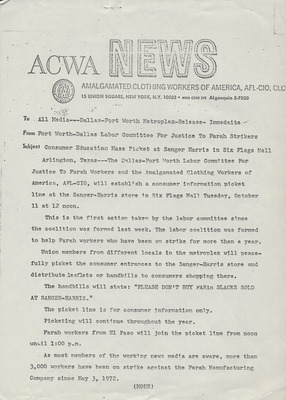 ACWA NEWS
AMALGAMATED CLOTHING WORKERS OF AMERICA, AFL-CIO, CLC
15 UNION SQUARE, NEW YORK, N.Y. 10003 • AREA CODE 212 ALgonquin 5-7800
To All Media---Dallas-Fort Worth Metroplex-Release- Immediate
From Fort Worth-Dallas Labor Committee For Justice To Farah Strikers
Subject Consumer Education Mass Picket at Sanger Harris in Six Flags Mall
Arlington, Texas---The Dallas-Fort Worth Labor Committee For
Justice To Farah Workers and the Amalgamated Clothing Workers of
America, AFL-CIO, will establish a consumer information picket
line at the Sanger-Harris store in Six Flags Mall Tuesday, October
11 at 12 noon.
This is the first action taken by the labor committee since
the coalition was formed last week. The labor coalition was formed
to help Farah workers who have been on strike for more than a year.
Union members from different locals in the metroplex will peace-
fully picket the consumer entrances to the Sanger-Harris store and
distribute leaflets or handbills to consumers shopping there.
The handbills will state: "PLEASE DON'T BUY FARAH SLACKS SOLD
AT SANGER-HARRIS."
The picket line is for consumer information only.
Picketing will continue throughout the year.
Farah workers from El Paso will join the picket line from noon
until 1:00 p.m.
As most members of the working news media are aware, more than
3,000 workers have been on strike against the Farah Manufacturing
Company since May 3, 1972.
(MORE)